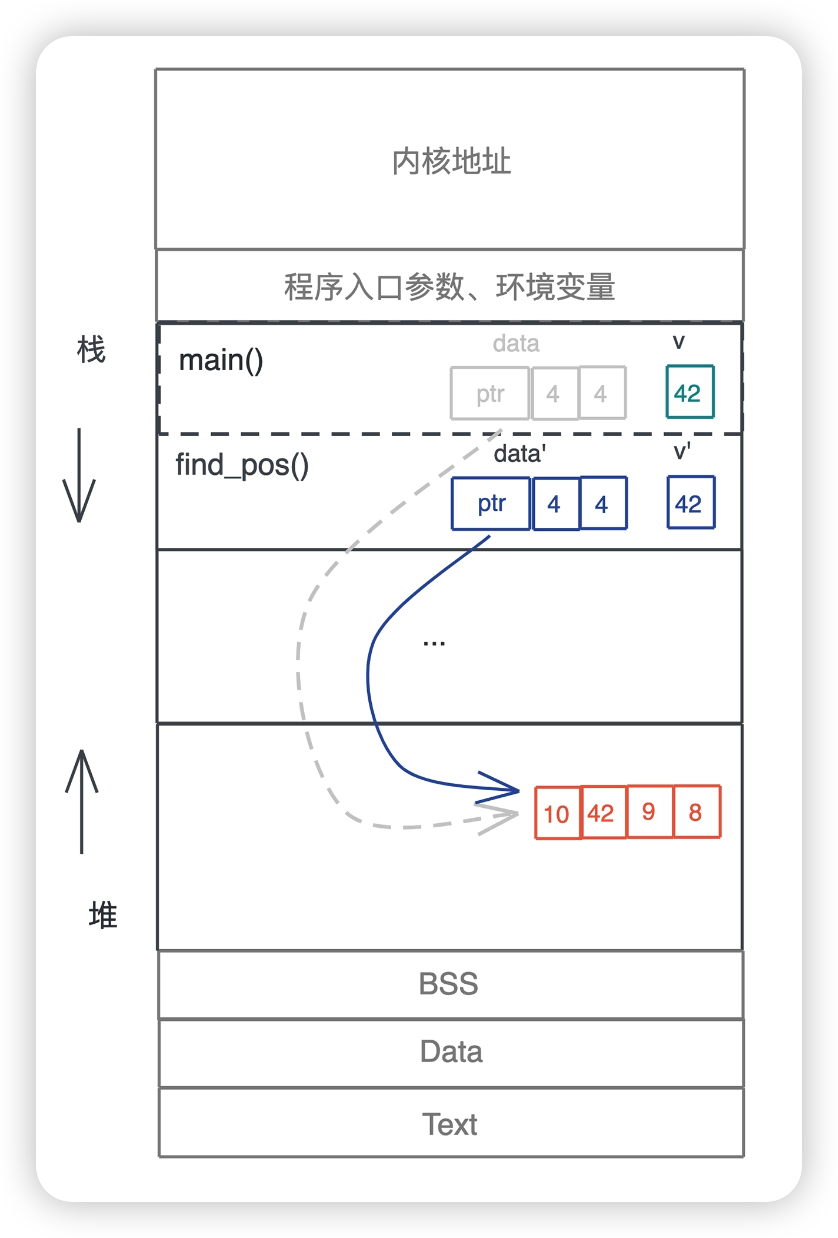 内核地址
程序入口参数、环境变量
栈
main()
data
v
ptr 4 4
42
find_pos()
data'
v'
ptr 4 4
42
...
10 42 9 8
堆
BSS
Data
Text